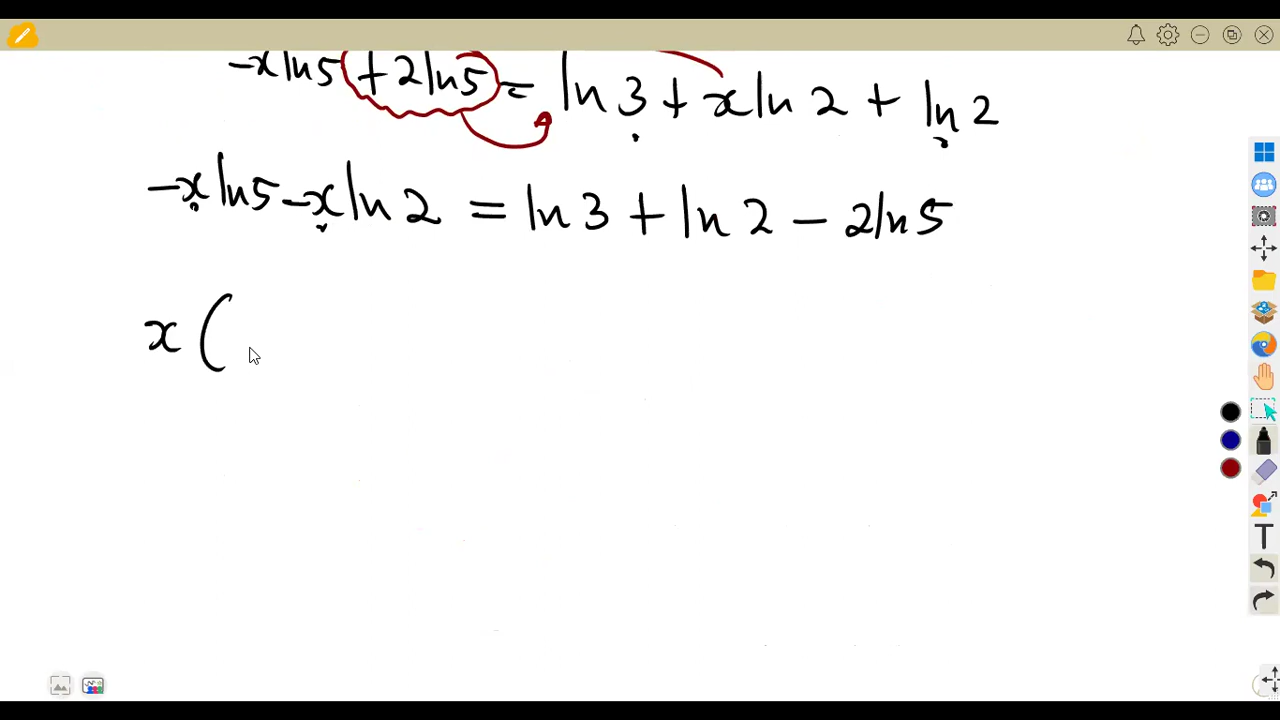 -x ln5 + 2ln5 = ln 3 + x ln 2 + ln 2
-x ln5 - x ln 2 = ln 3 + ln 2 - 2ln5
x (
T